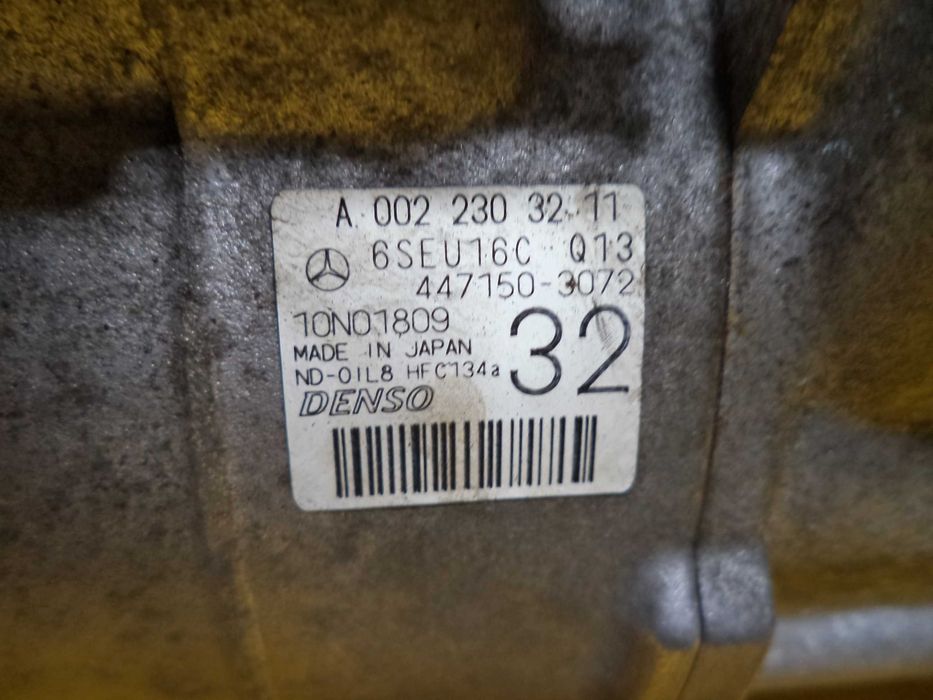 A 002 230 32 11
6SEU16C Q13
447150-3072
10N01809
MADE IN JAPAN
ND-OIL8 HFC134a
32
DENSO